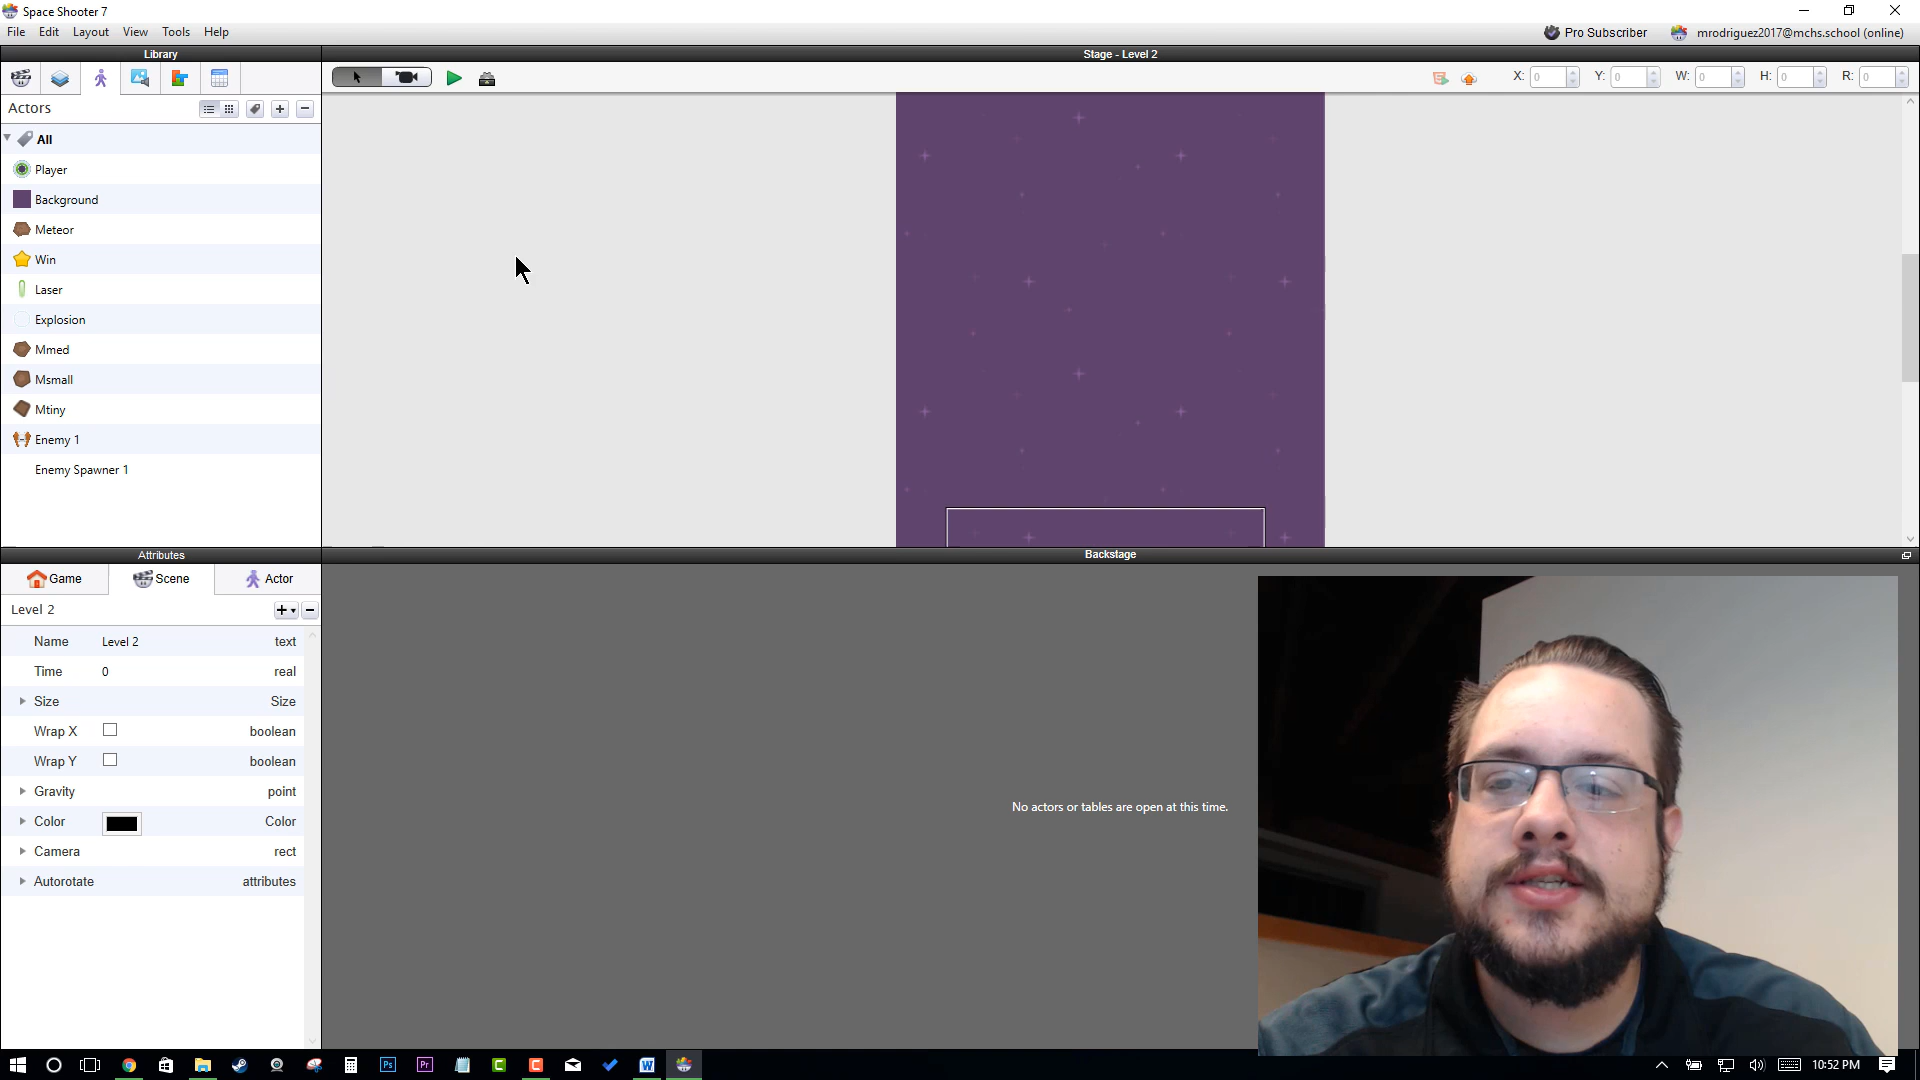 Space Shooter 7
File Edit Layout View Tools Help
Pro Subscriber mrodriguez2017@mchs.school (online)
Library
Stage - Level 2
X: 0 Y: 0 W: 0 H: 0 R: 0
Actors
All
Player
Background
Meteor
Win
Laser
Explosion
Mmed
Msmall
Mtiny
Enemy 1
Enemy Spawner 1
Attributes
Backstage
Game Scene Actor
Level 2
Name Level 2 text
Time 0 real
Size Size
Wrap X boolean
Wrap Y boolean
Gravity point
Color Color
Camera rect
Autorotate attributes
No actors or tables are open at this time.
Ps Pr C C W
10:52 PM